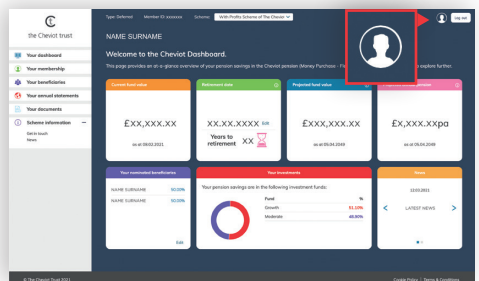 the Cheviot trust
Type: Deferred Member ID: xxxxxxx Scheme: With Profits Scheme of The Cheviot
Log out
NAME SURNAME
Welcome to the Cheviot Dashboard.
This page provides an at-a-glance overview of your pension savings in the Cheviot pension (Money Purchase - explore further.
Your dashboard
Your membership
Your beneficiaries
Your annual statements
Your documents
Scheme information
Get in touch
News
Current fund value
£xx,xxx.xx
as at 09.02.2021
Retirement date
xx.xx.xxxx Edit
Years to
retirement xx
Projected fund value
£xxx,xxx.xx
as at 09.04.2049
£x,xxx.xxpa
as at 09.04.2049
Your nominated beneficiaries
NAME SURNAME 50.00%
NAME SURNAME 50.00%
Edit
Your investments
Your pension savings are in the following investment funds:
Fund %
Growth 51.10%
Moderate 48.90%
News
12/03/2021
LATEST NEWS
© The Cheviot Trust 2021
Cookie Policy | Terms & Conditions